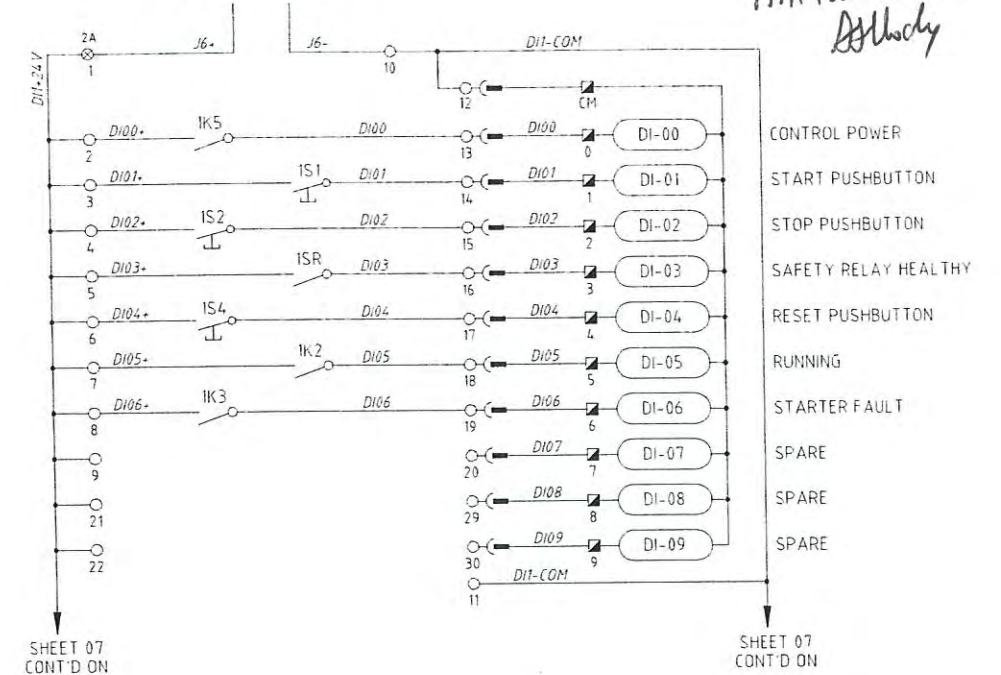 2A J6+ J6- DI1-COM
1 10
DI1+24V
12 CM
DI00+ 1K5 DI00 DI00 DI-00 CONTROL POWER
2 13 0
DI01+ 1S1 DI01 DI01 DI-01 START PUSHBUTTON
3 14 1
DI02+ 1S2 DI02 DI02 DI-02 STOP PUSHBUTTON
4 15 2
DI03+ 1SR DI03 DI03 DI-03 SAFETY RELAY HEALTHY
5 16 3
DI04+ 1S4 DI04 DI04 DI-04 RESET PUSHBUTTON
6 17 4
DI05+ 1K2 DI05 DI05 DI-05 RUNNING
7 18 5
DI06+ 1K3 DI06 DI06 DI-06 STARTER FAULT
8 19 6
DI07 DI-07 SPARE
9 20 7
DI08 DI-08 SPARE
21 29 8
DI09 DI-09 SPARE
22 30 9
DI1-COM
11
SHEET 07
CONT'D ON
SHEET 07
CONT'D ON